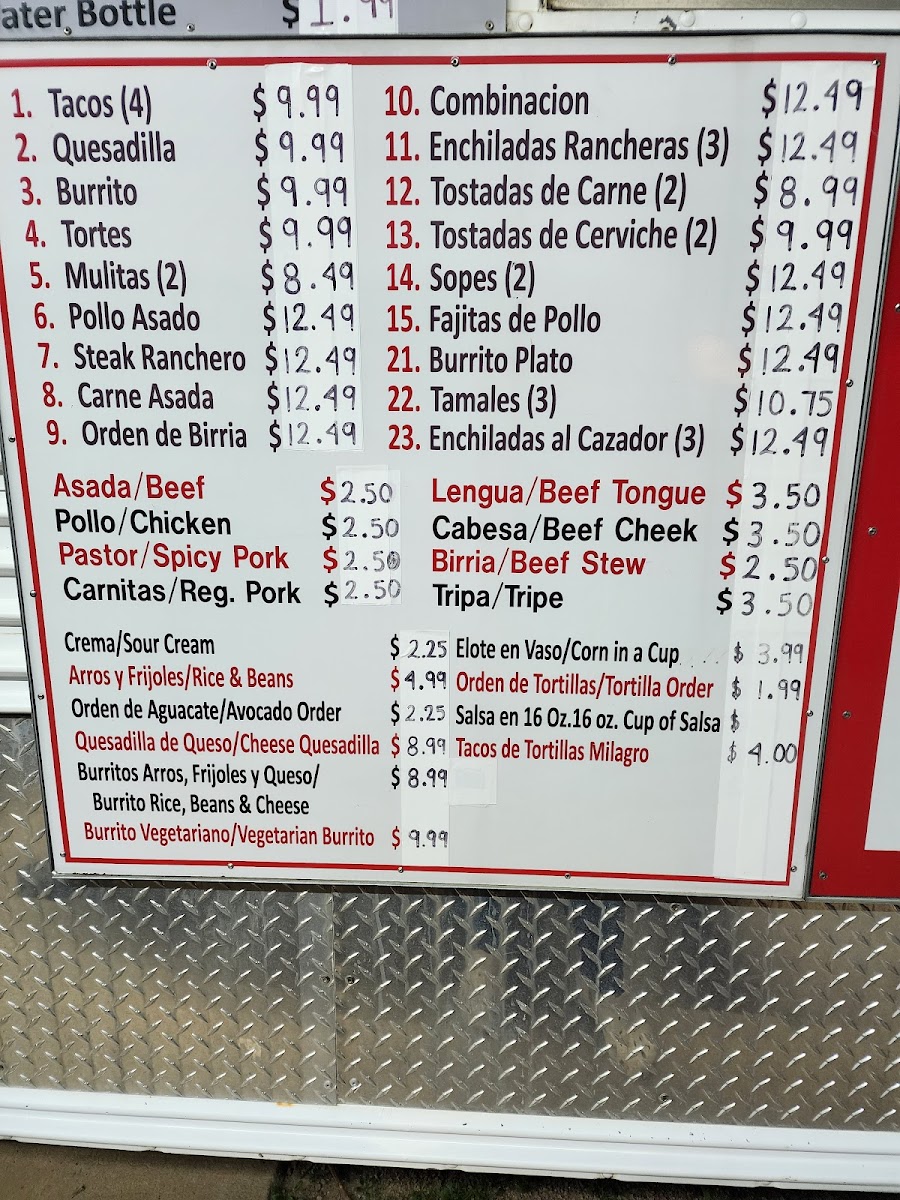 ater Bottle $1.99
1. Tacos (4) $9.99
2. Quesadilla $9.99
3. Burrito $9.99
4. Tortes $9.99
5. Mulitas (2) $8.49
6. Pollo Asado $12.49
7. Steak Ranchero $12.49
8. Carne Asada $12.49
9. Orden de Birria $12.49
10. Combinacion $12.49
11. Enchiladas Rancheras (3) $12.49
12. Tostadas de Carne (2) $8.99
13. Tostadas de Cerviche (2) $9.99
14. Sopes (2) $12.49
15. Fajitas de Pollo $12.49
21. Burrito Plato $12.49
22. Tamales (3) $10.75
23. Enchiladas al Cazador (3) $12.49
Asada/Beef $2.50
Pollo/Chicken $2.50
Pastor/Spicy Pork $2.50
Carnitas/Reg. Pork $2.50
Lengua/Beef Tongue $3.50
Cabesa/Beef Cheek $3.50
Birria/Beef Stew $2.50
Tripa/Tripe $3.50
Crema/Sour Cream $2.25
Arros y Frijoles/Rice & Beans $4.99
Orden de Aguacate/Avocado Order $2.25
Quesadilla de Queso/Cheese Quesadilla $8.99
Burritos Arros, Frijoles y Queso/ $8.99
Burrito Rice, Beans & Cheese
Burrito Vegetariano/Vegetarian Burrito $9.99
Elote en Vaso/Corn in a Cup.... $3.99
Orden de Tortillas/Tortilla Order $1.99
Salsa en 16 Oz.16 oz. Cup of Salsa $
Tacos de Tortillas Milagro $4.00